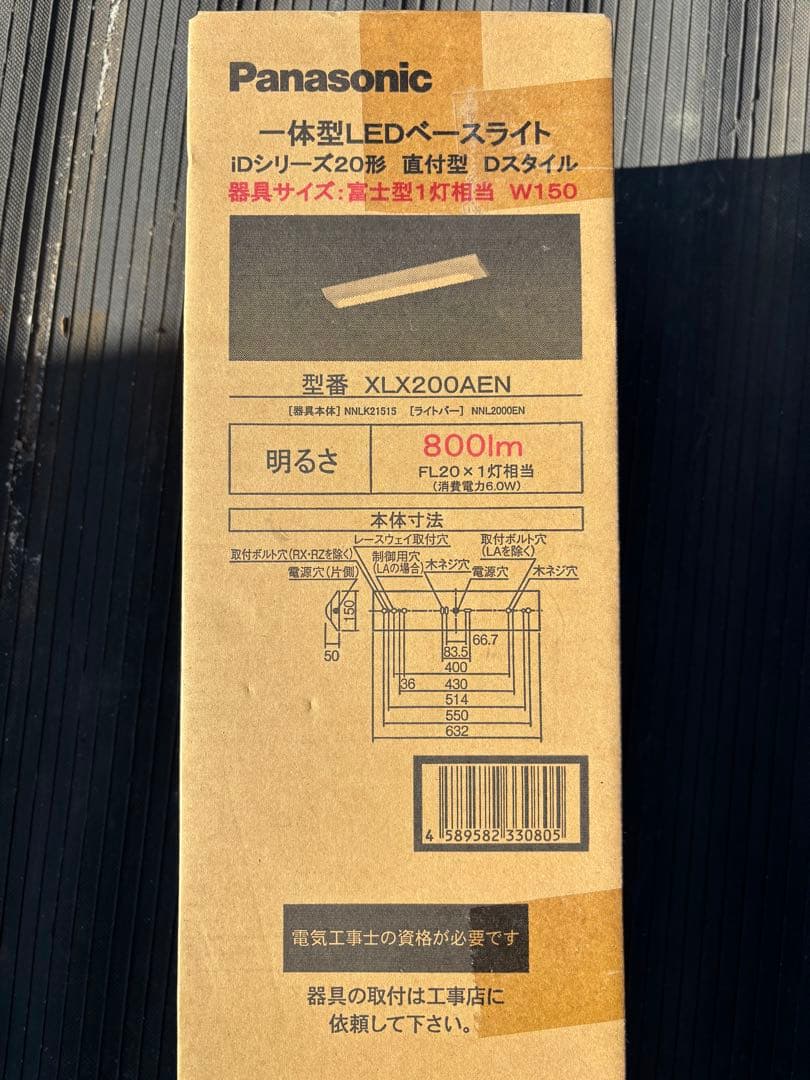 Panasonic
一体型LEDベースライト
iDシリーズ20形 直付型 Dスタイル
器具サイズ:富士型1灯相当 W150
型番 XLX200AEN
[器具本体] NNLK21515 [ライトバー] NNL2000EN
明るさ
800lm
FL20×1灯相当
(消費電力6.0W)
本体寸法
レースウェイ取付穴
取付ボルト穴(RX・RZを除く)
電源穴(片側)
制御用穴
(LAの場合)
木ネジ穴
電源穴
取付ボルト穴
(LAを除く)
木ネジ穴
150
50
66.7
83.5
400
36
430
514
550
632
4 589582 330805
電気工事士の資格が必要です
器具の取付は工事店に
依頼して下さい。